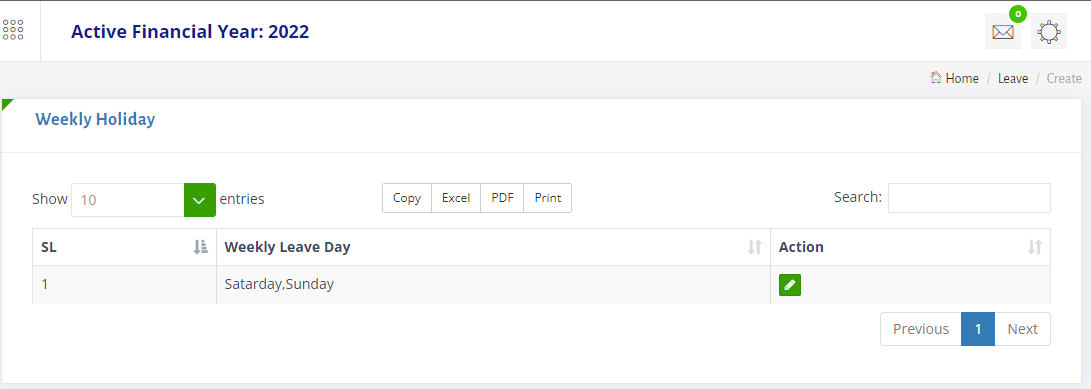 Active Financial Year: 2022
0
Home / Leave / Create
Weekly Holiday
Show 10 entries
Copy Excel PDF Print
Search:
SL Weekly Leave Day Action
1 Satarday,Sunday
Previous 1 Next